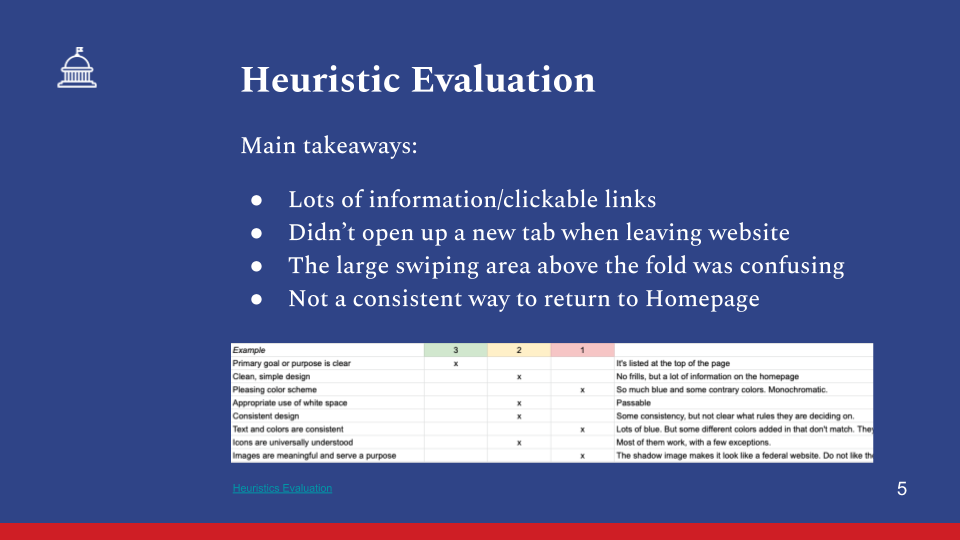 Heuristic Evaluation
Main takeaways:
● Lots of information/clickable links
● Didn’t open up a new tab when leaving website
● The large swiping area above the fold was confusing
● Not a consistent way to return to Homepage
Example 3 2 1
Primary goal or purpose is clear x It's listed at the top of the page
Clean, simple design x No frills, but a lot of information on the homepage
Pleasing color scheme x So much blue and some contrary colors. Monochromatic.
Appropriate use of white space x Passable
Consistent design x Some consistency, but not clear what rules they are deciding on.
Text and colors are consistent x Lots of blue. But some different colors added in that don't match. They
Icons are universally understood x Most of them work, with a few exceptions.
Images are meaningful and serve a purpose x The shadow image makes it look like a federal website. Do not like th
Heuristics Evaluation
5